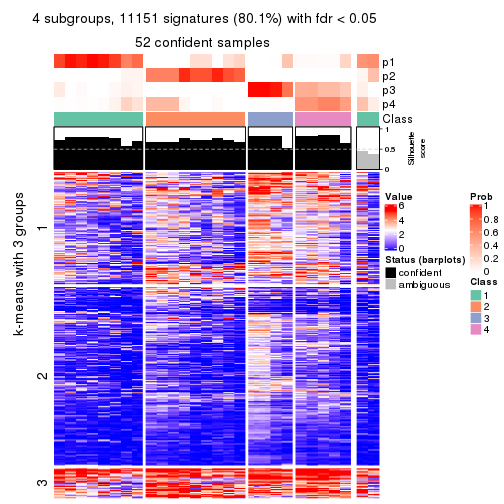 4 subgroups, 11151 signatures (80.1%) with fdr < 0.05
52 confident samples
p1
p2
p3
p4
Class
1
0.5
0
Silhouette
score
k-means with 3 groups
1
2
3
Value
6
4
2
0
Status (barplots)
confident
ambiguous
Prob
1
0.8
0.6
0.4
0.2
0
Class
1
2
3
4